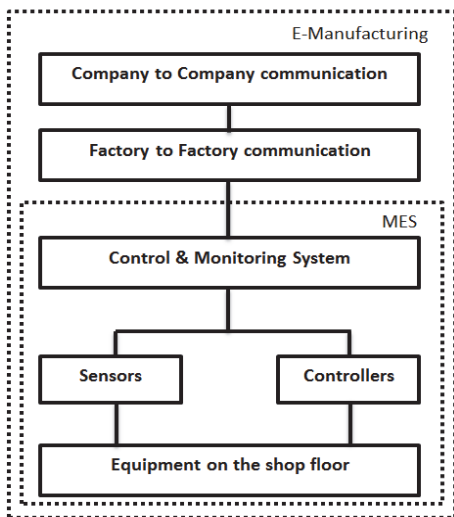 E-Manufacturing
Company to Company communication
Factory to Factory communication
MES
Control & Monitoring System
Sensors
Controllers
Equipment on the shop floor